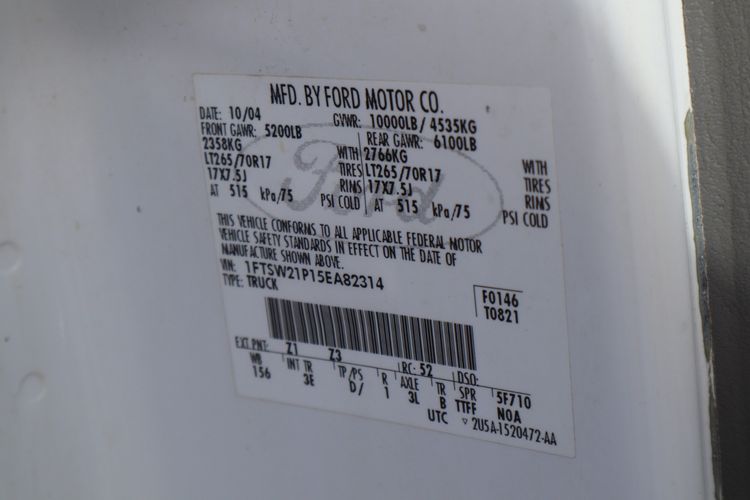 MFD. BY FORD MOTOR CO.
DATE: 10/04 GVWR: 10000LB/ 4535KG
FRONT GAWR: 5200LB REAR GAWR: 6100LB
2358KG WITH 2766KG WITH
LT265/70R17 TIRES LT265/70R17 TIRES
17X7.5J RIMS 17X7.5J RIMS
AT 515 kPa/75 PSI COLD AT 515 kPa/75 PSI COLD
Ford
THIS VEHICLE CONFORMS TO ALL APPLICABLE FEDERAL MOTOR
VEHICLE SAFETY STANDARDS IN EFFECT ON THE DATE OF
MANUFACTURE SHOWN ABOVE.
VIN: 1FTSW21P15EA82314
TYPE: TRUCK
F0146
T0821
EXT PNT: Z1 Z3 RC: 52 DSO:
WB INT TR TP/PS R AXLE TR SPR 5F710
156 3E D/ 1 3L B TTFF N0A
UTC ▽ 2U5A-1520472-AA